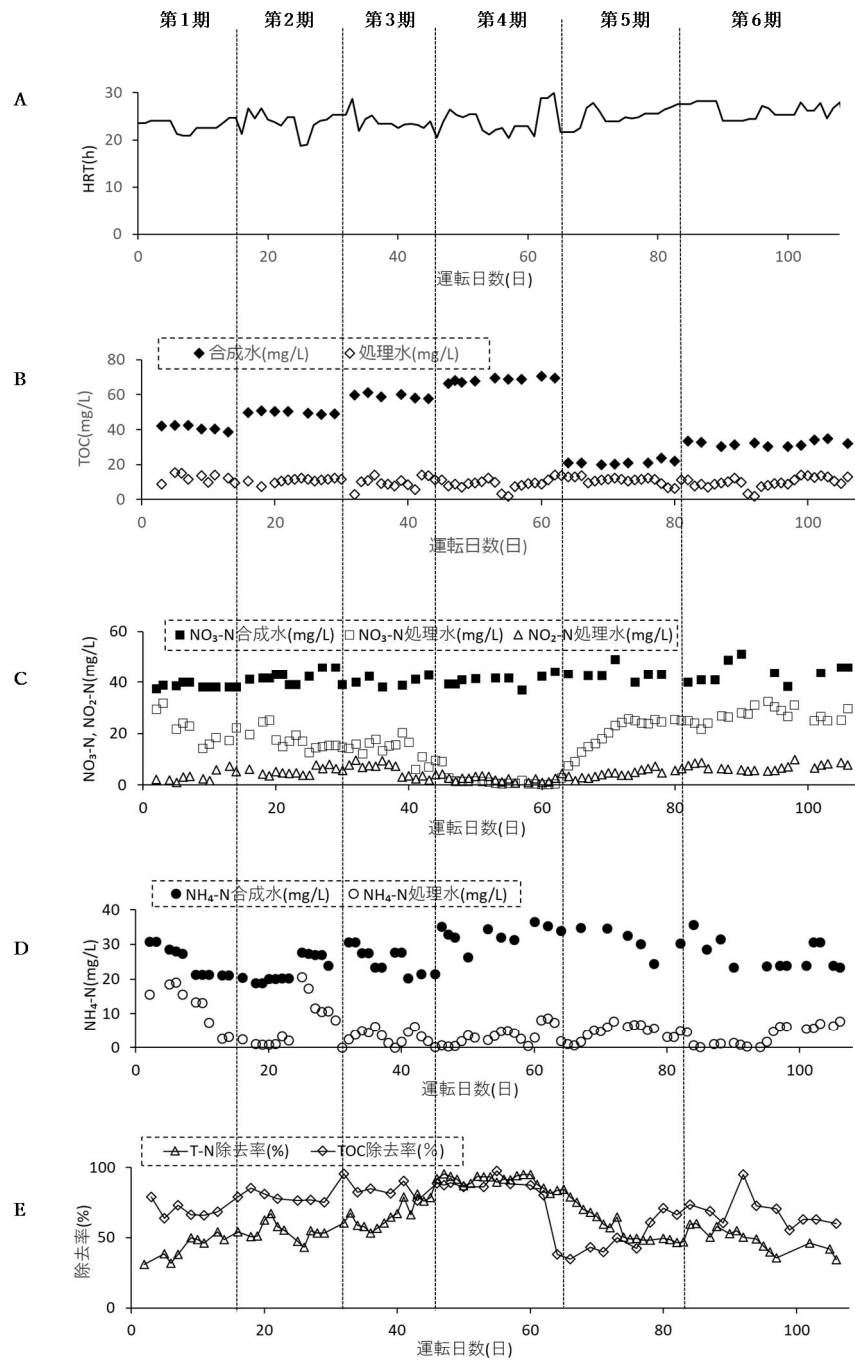 第1期 第2期 第3期 第4期 第5期 第6期
A
30
20
10
0
HRT(h)
0 20 40 60 80 100
運転日数(日)
B
合成水(mg/L) 処理水(mg/L)
80
60
40
20
0
TOC(mg/L)
0 20 40 60 80 100
運転日数(日)
C
NO₃-N合成水(mg/L) NO₃-N処理水(mg/L) NO₂-N処理水(mg/L)
60
40
20
0
NO₃-N, NO₂-N(mg/L)
0 20 40 60 80 100
運転日数(日)
D
NH₄-N合成水(mg/L) NH₄-N処理水(mg/L)
40
30
20
10
0
NH₄-N(mg/L)
0 20 40 60 80 100
運転日数(日)
E
T-N除去率(%) TOC除去率(%)
100
50
0
除去率(%)
0 20 40 60 80 100
運転日数(日)